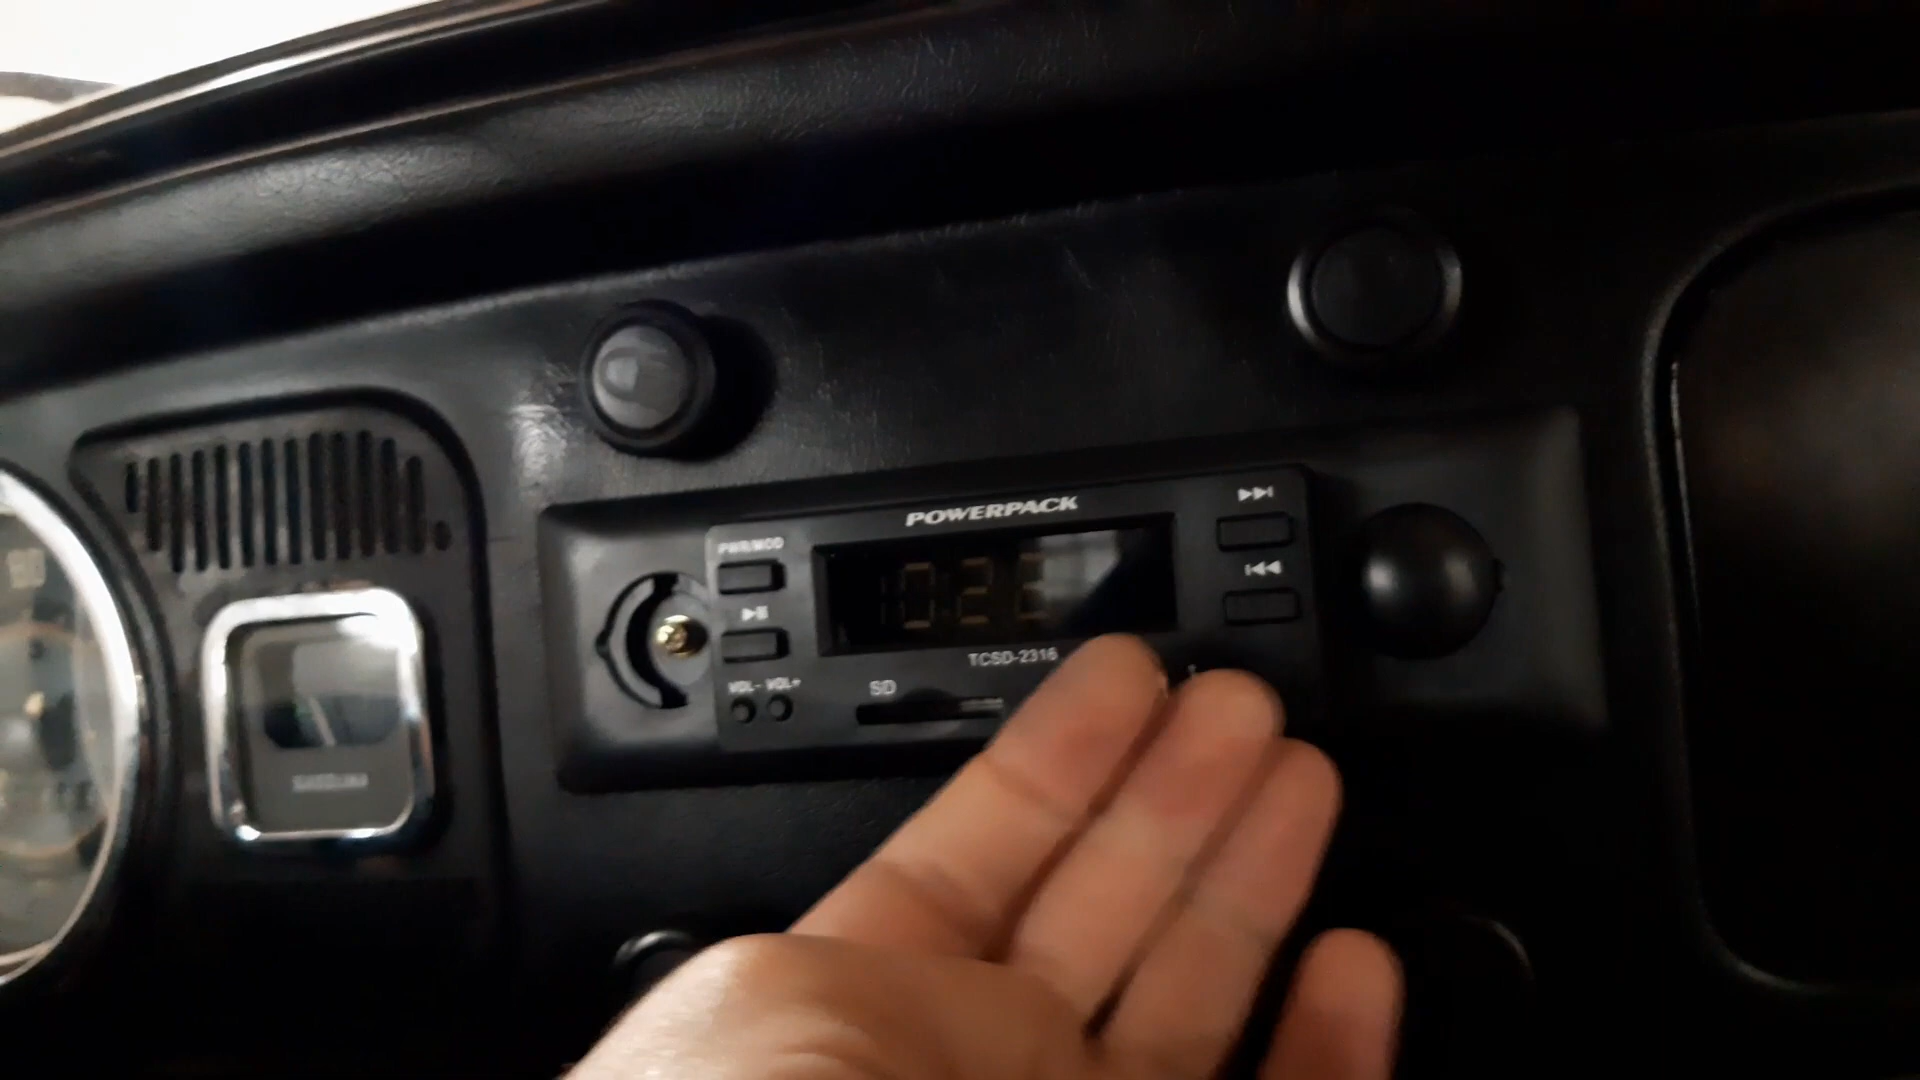 POWERPACK
PWR/MOD
TCSD-2316
VOL- VOL+
SD